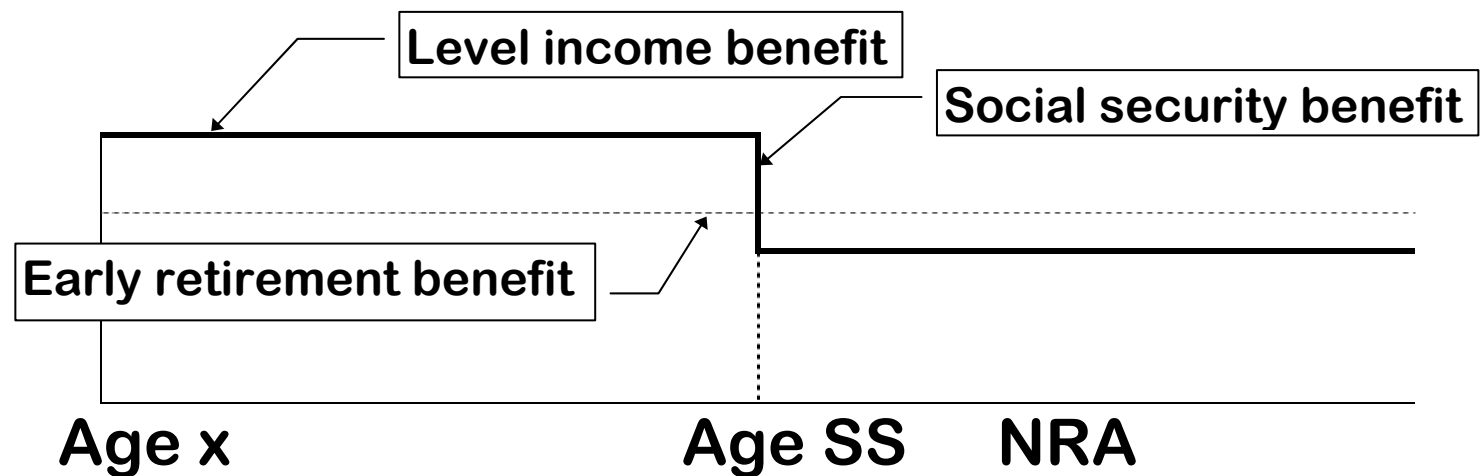 Level income benefit
Social security benefit
Early retirement benefit
Age x
Age SS
NRA